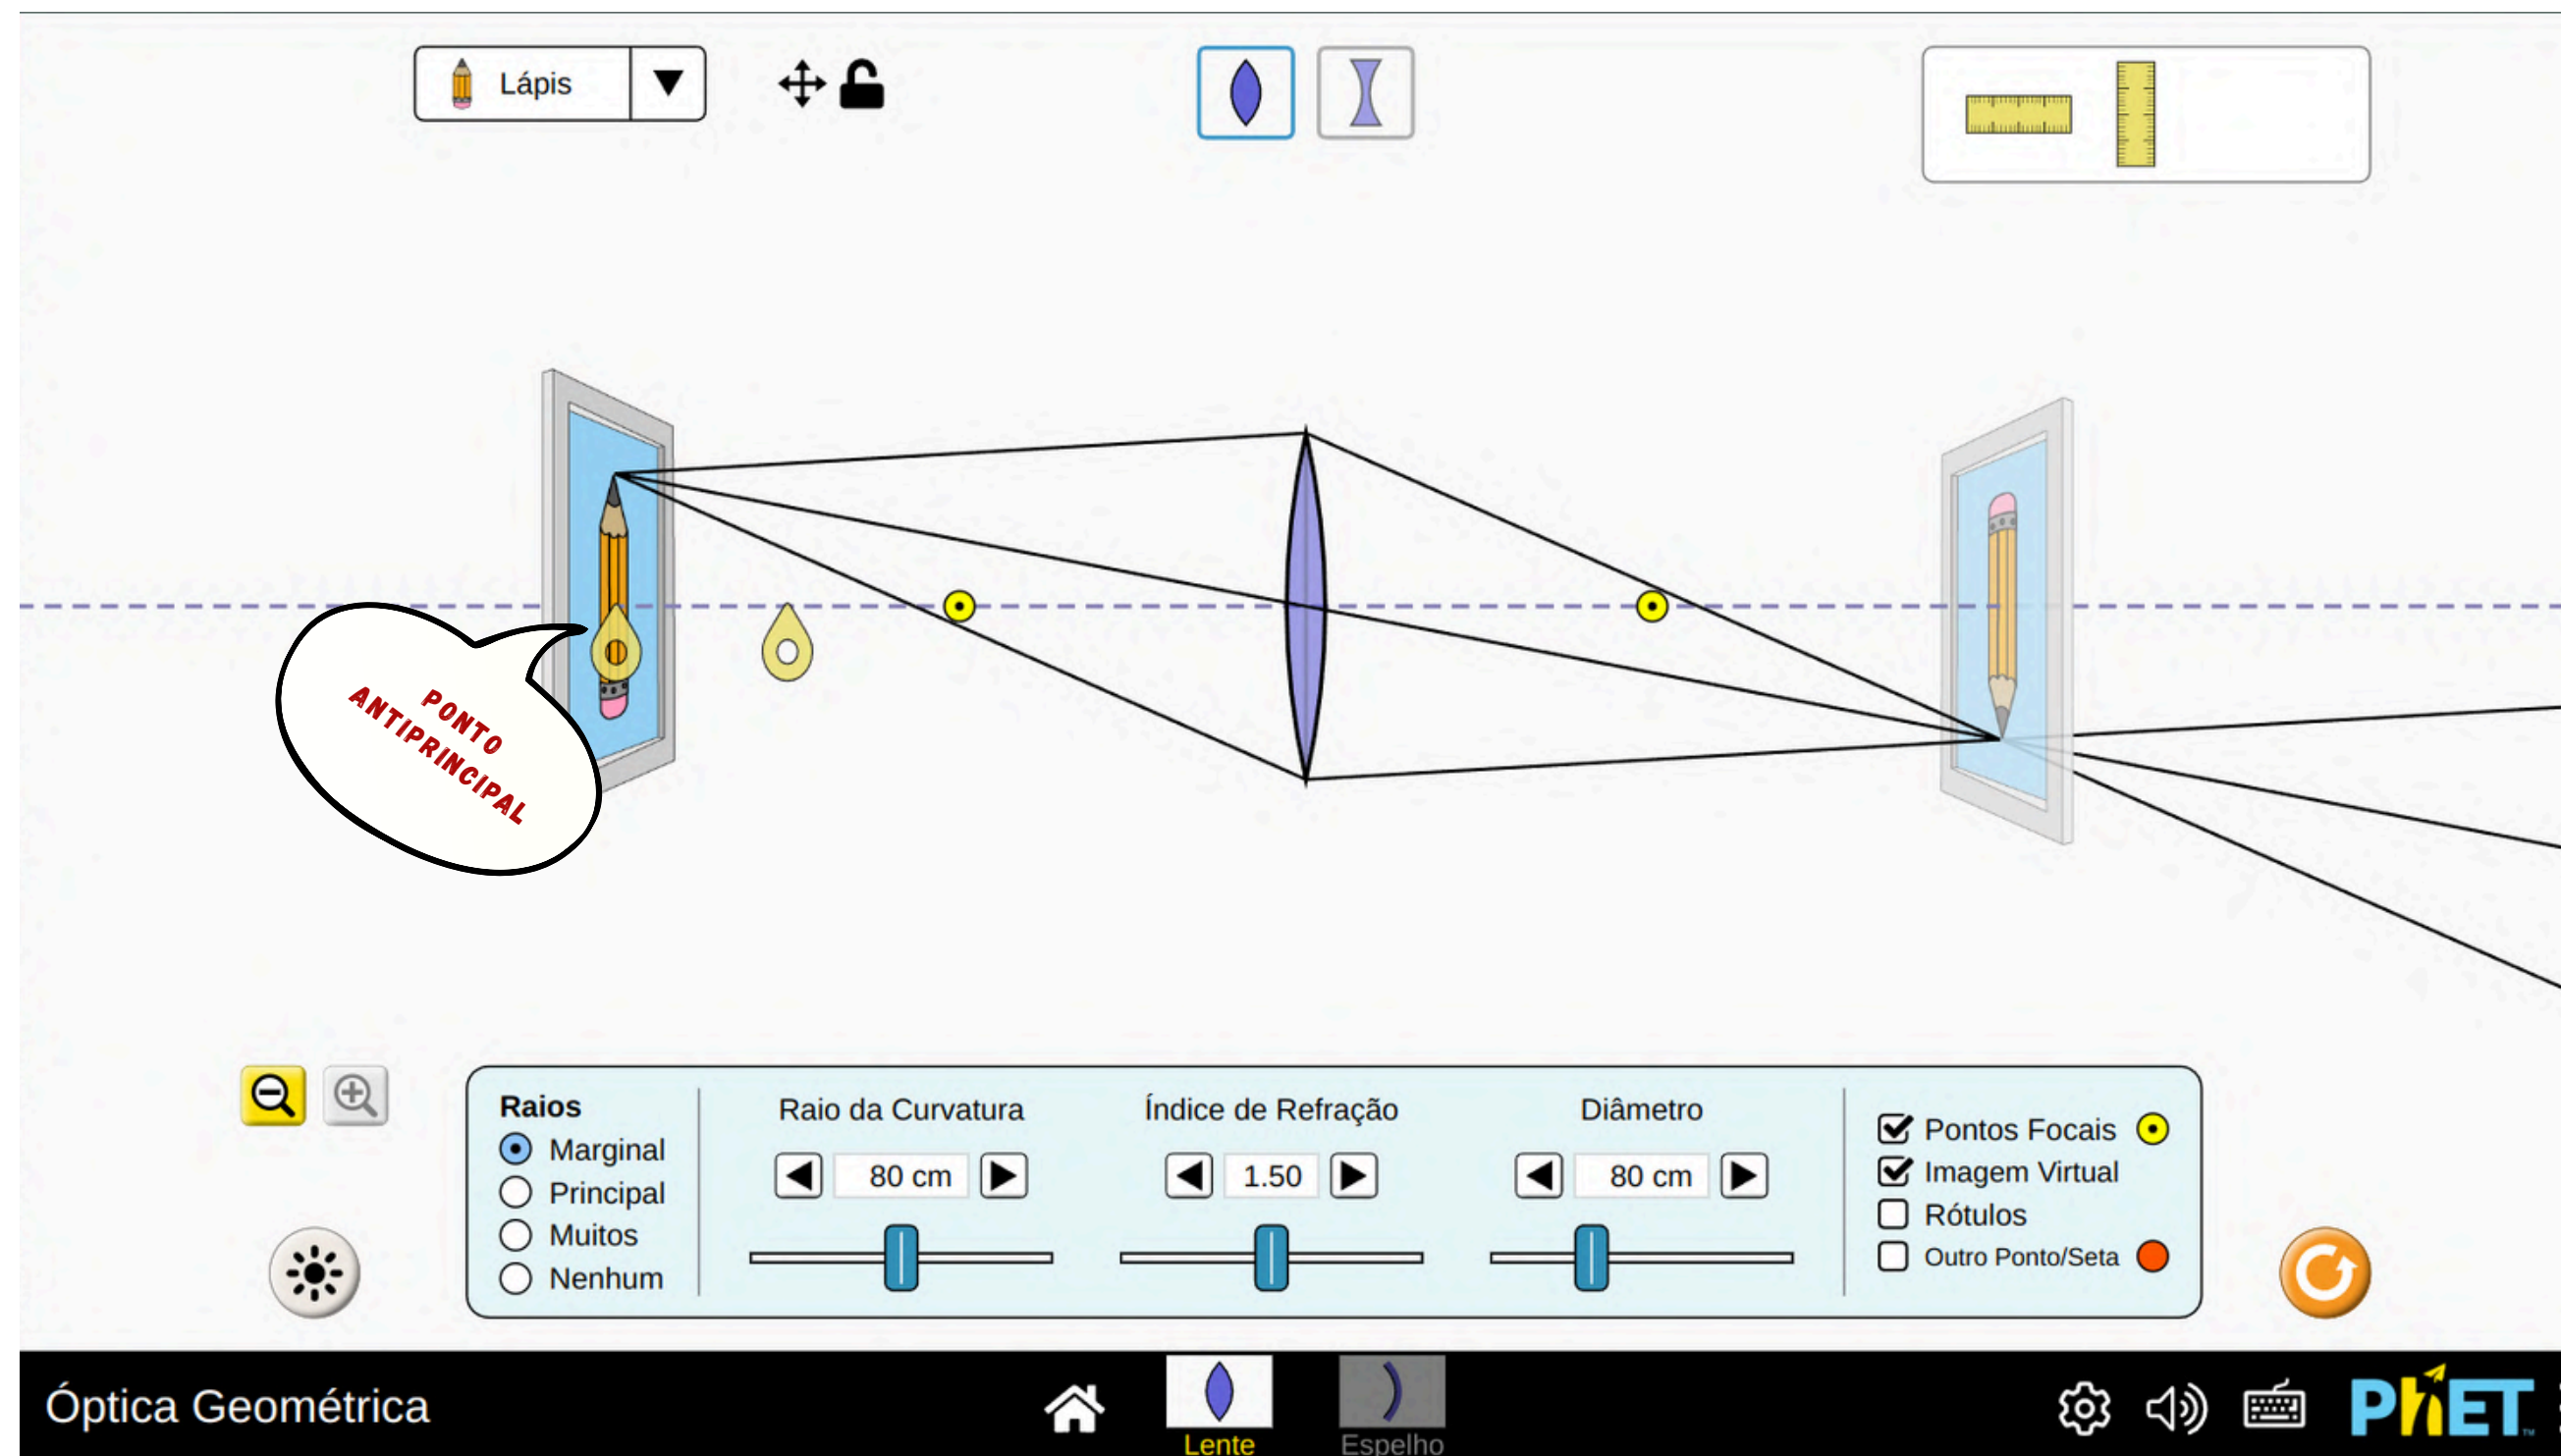 Lápis
PONTO
ANTIPRINCIPAL
Raios
Marginal
Principal
Muitos
Nenhum
Raio da Curvatura
80 cm
Índice de Refração
1.50
Diâmetro
80 cm
Pontos Focais
Imagem Virtual
Rótulos
Outro Ponto/Seta
Óptica Geométrica
Lente
Espelho
PhET